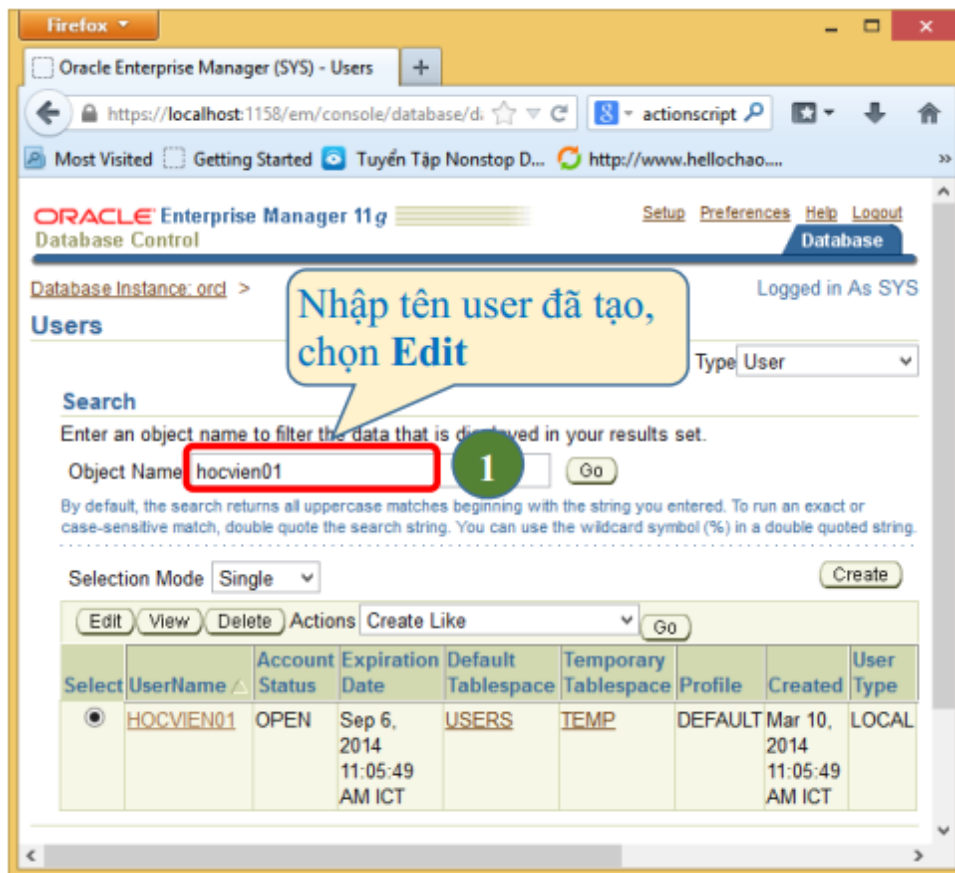 Firefox
Oracle Enterprise Manager (SYS) - Users +
https://localhost:1158/em/console/database/d 8 actionscript
Most Visited Getting Started Tuyển Tập Nonstop D... http://www.hellochao.... »
ORACLE Enterprise Manager 11g Setup Preferences Help Logout
Database Control Database
Database Instance: orcl > Logged in As SYS
Nhập tên user đã tạo,
chọn Edit
Users
Type User
Search
Enter an object name to filter the data that is displayed in your results set.
Object Name hocvien01 1 Go
By default, the search returns all uppercase matches beginning with the string you entered. To run an exact or
case-sensitive match, double quote the search string. You can use the wildcard symbol (%) in a double quoted string.
Selection Mode Single Create
Edit View Delete Actions Create Like Go
Select UserName Account Status Expiration Date Default Tablespace Temporary Tablespace Profile Created User Type
HOCVIEN01 OPEN Sep 6, 2014 11:05:49 AM ICT USERS TEMP DEFAULT Mar 10, 2014 11:05:49 AM ICT LOCAL